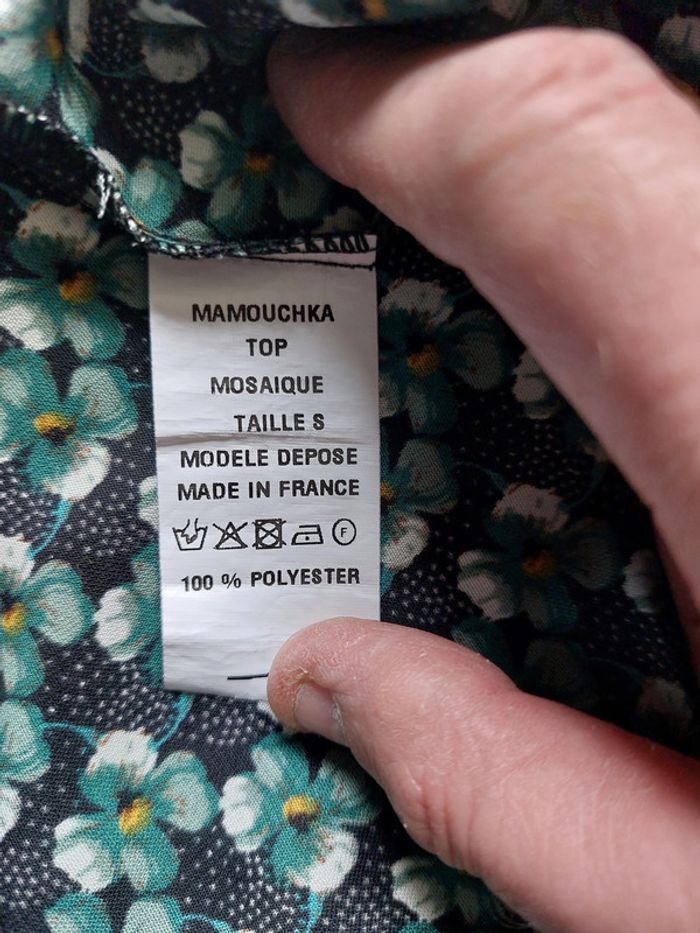 MAMOUCHKA
TOP
MOSAIQUE
TAILLE S
MODELE DEPOSE
MADE IN FRANCE
F
100 % POLYESTER